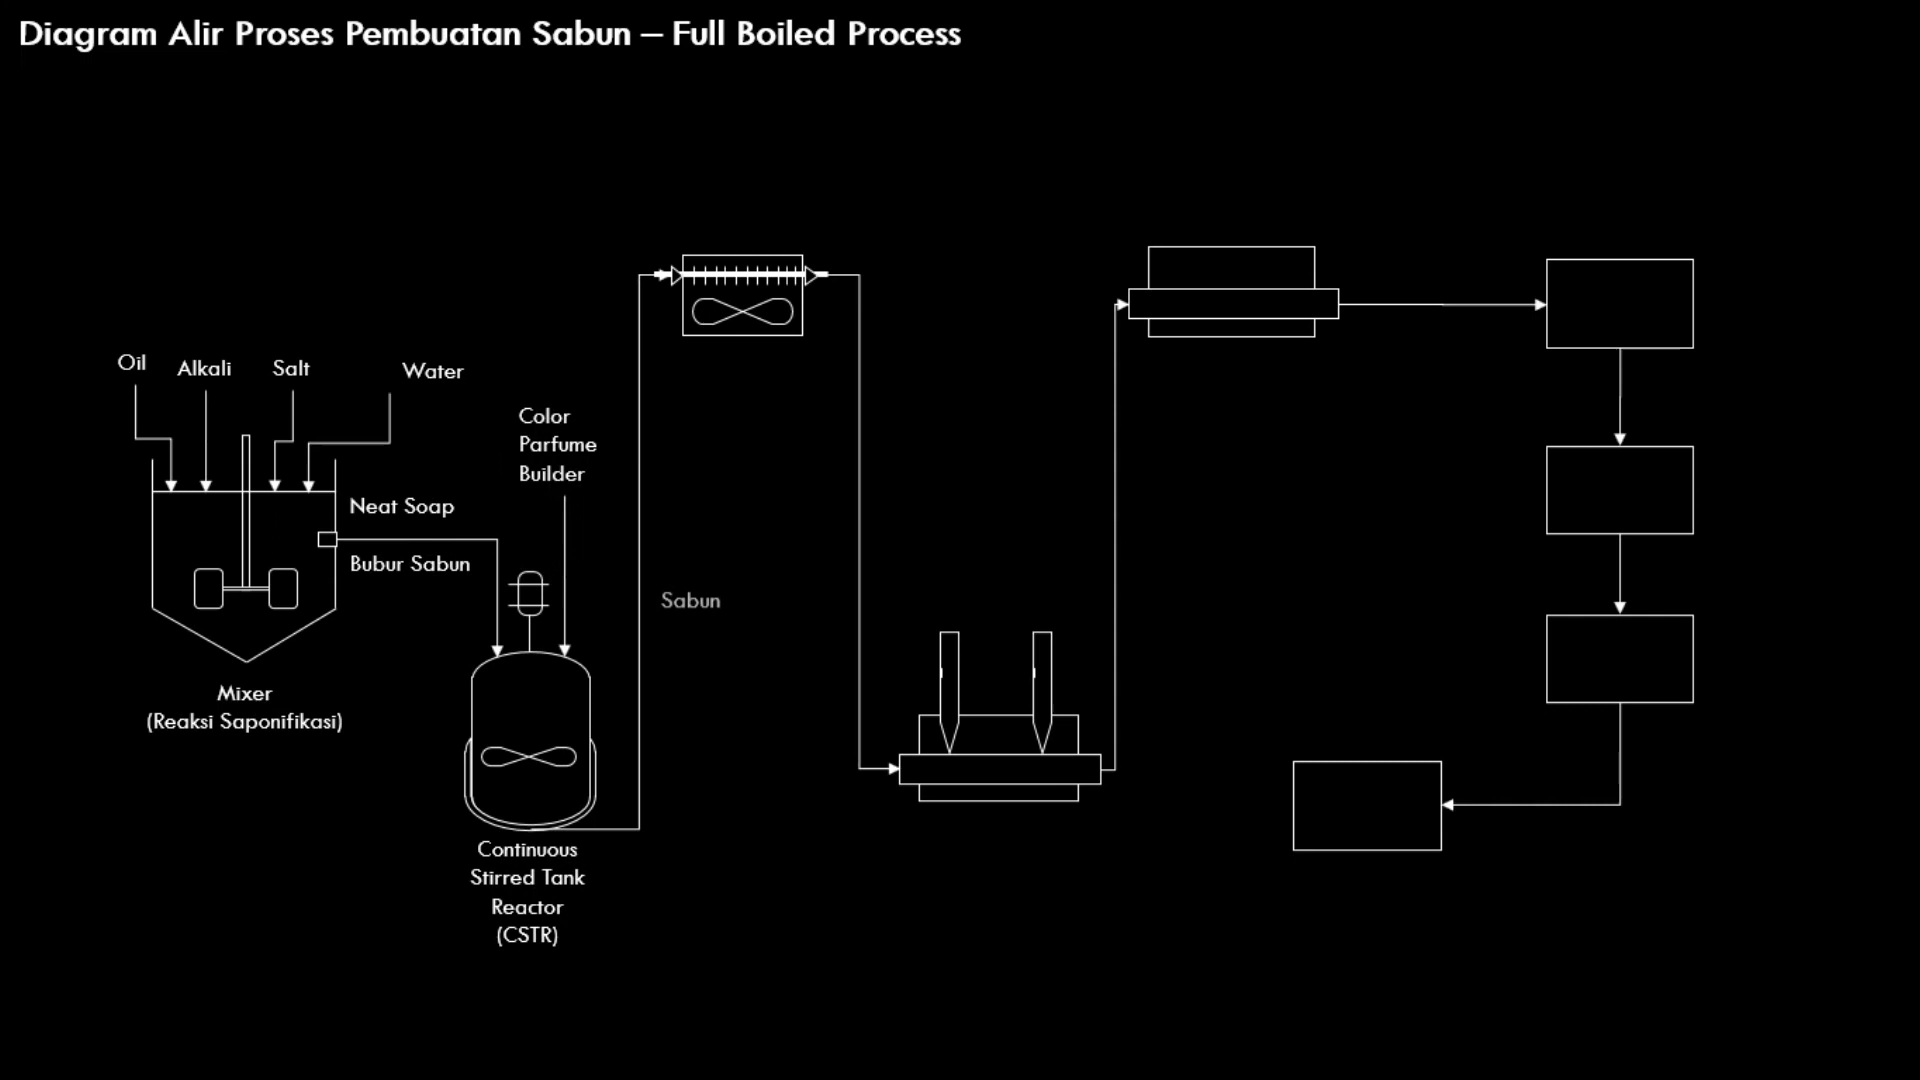 Diagram Alir Proses Pembuatan Sabun – Full Boiled Process
Oil
Alkali
Salt
Water
Color
Parfume
Builder
Neat Soap
Bubur Sabun
Sabun
Mixer
(Reaksi Saponifikasi)
Continuous
Stirred Tank
Reactor
(CSTR)